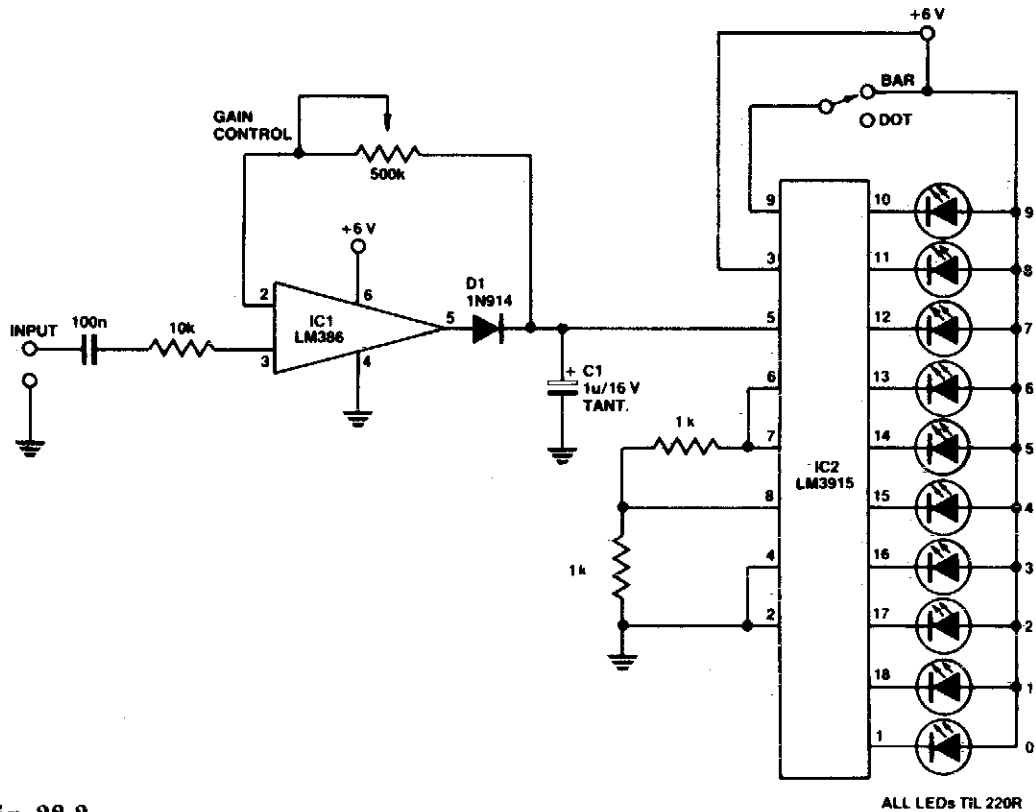 +6 V
BAR
DOT
GAIN
CONTROL
500k
+6 V
9
10
9
3
11
8
D1
1N914
2
6
IC1
LM386
5
5
12
7
INPUT
100n
10k
3
4
6
13
6
+ C1
1u/16 V
TANT.
1 k
7
14
5
IC2
LM3915
8
15
4
1k
4
16
3
2
17
2
18
1
1
0
ALL LEDs TiL 220R